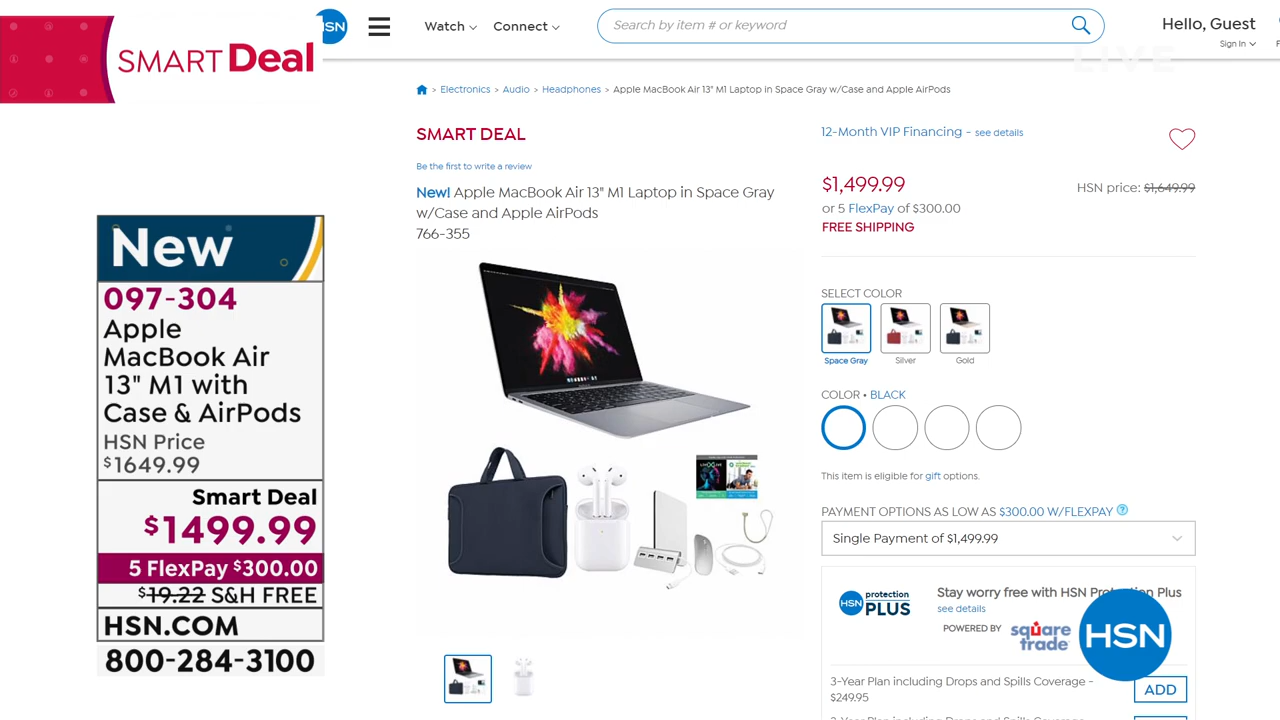 SMART Deal
HSN
Watch
Connect
Search by item # or keyword
Hello, Guest
Sign In
LIVE
> Electronics > Audio > Headphones > Apple MacBook Air 13" M1 Laptop in Space Gray w/Case and Apple AirPods
New
097-304
Apple
MacBook Air
13" M1 with
Case & AirPods
HSN Price
$1649.99
Smart Deal
$1499.99
5 FlexPay $300.00
$19.22 S&H FREE
HSN.COM
800-284-3100
SMART DEAL
Be the first to write a review
New! Apple MacBook Air 13" M1 Laptop in Space Gray
w/Case and Apple AirPods
766-355
12-Month VIP Financing - see details
$1,499.99
HSN price: $1,649.99
or 5 FlexPay of $300.00
FREE SHIPPING
SELECT COLOR
Space Gray
Silver
Gold
COLOR • BLACK
This item is eligible for gift options.
PAYMENT OPTIONS AS LOW AS $300.00 W/FLEXPAY ?
Single Payment of $1,499.99
HSN protection PLUS
Stay worry free with HSN Protection Plus
see details
POWERED BY
square trade
HSN
3-Year Plan including Drops and Spills Coverage -
$249.95
ADD